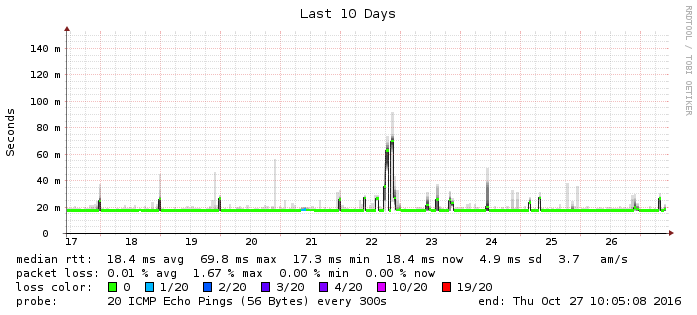 Last 10 Days
RRDTOOL / TOBI OETIKER
Seconds
140 m
120 m
100 m
80 m
60 m
40 m
20 m
0
17 18 19 20 21 22 23 24 25 26
median rtt: 18.4 ms avg 69.8 ms max 17.3 ms min 18.4 ms now 4.9 ms sd 3.7 am/s
packet loss: 0.01 % avg 1.67 % max 0.00 % min 0.00 % now
loss color: 0 1/20 2/20 3/20 4/20 10/20 19/20
probe: 20 ICMP Echo Pings (56 Bytes) every 300s end: Thu Oct 27 10:05:08 2016